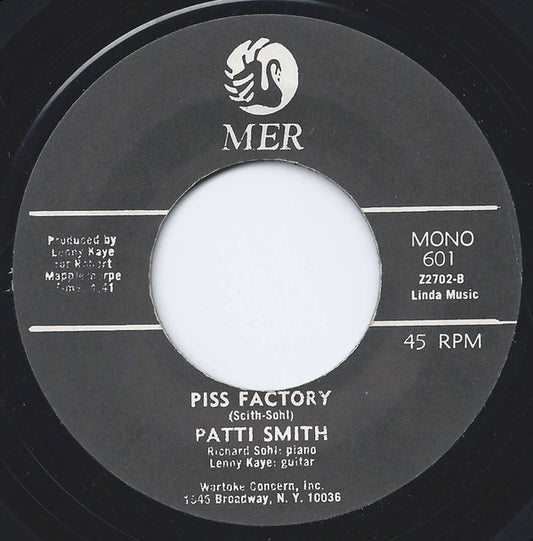 MER
Produced by
Lenny Kaye
for Robert
Mapplethorpe
MONO
601
Z2702-B
Linda Music
45 RPM
PISS FACTORY
(Scith-Sohl)
PATTI SMITH
Richard Sohl: piano
Lenny Kaye: guitar
Wartoke Concern, Inc.
1545 Broadway, N. Y. 10036